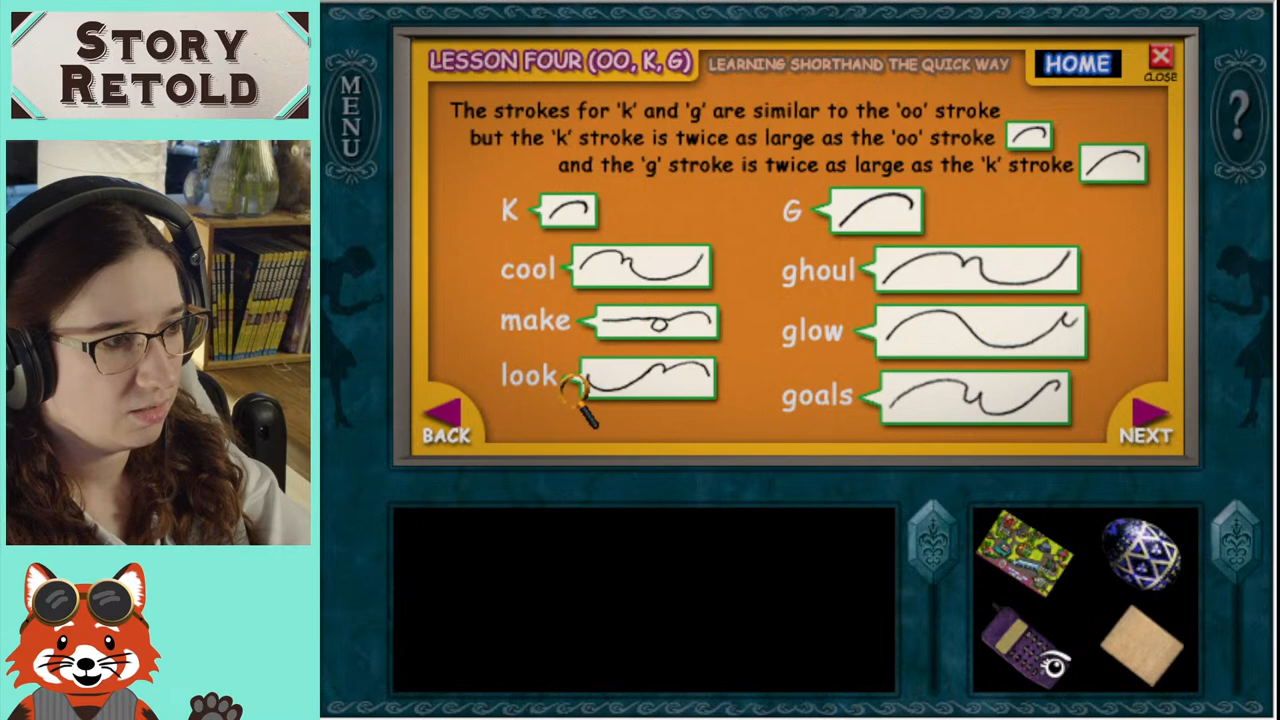 STORY
RETOLD
MENU
LESSON FOUR (OO, K, G)
LEARNING SHORTHAND THE QUICK WAY
HOME
CLOSE
The strokes for 'k' and 'g' are similar to the 'oo' stroke
but the 'k' stroke is twice as large as the 'oo' stroke
and the 'g' stroke is twice as large as the 'k' stroke
K
G
cool
ghoul
make
glow
look
goals
BACK
NEXT
?